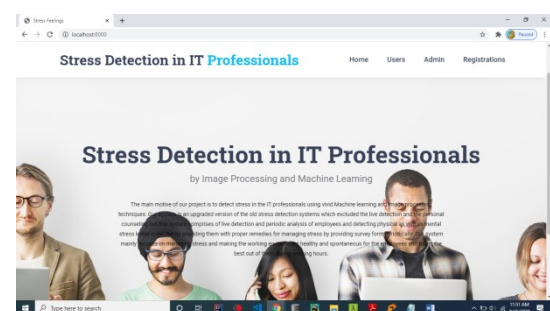 Stress Feelings
localhost:8000
Paused
Stress Detection in IT Professionals
Home Users Admin Registrations
Stress Detection in IT Professionals
by Image Processing and Machine Learning
The main motive of our project is to detect stress in the IT professionals using vivid Machine learning and Image processing
techniques. Our system is an upgraded version of the old stress detection systems which excluded the live detection and the personal
counseling but this system comprises of live detection and periodic analysis of employees and detecting physical as well as mental
stress levels in them by providing them with proper remedies for managing stress by providing survey form periodically. system
mainly focuses on managing stress and making the working environment healthy and spontaneous for the employees and to get the
best out of them during working hours.
Type here to search
11:01 AM